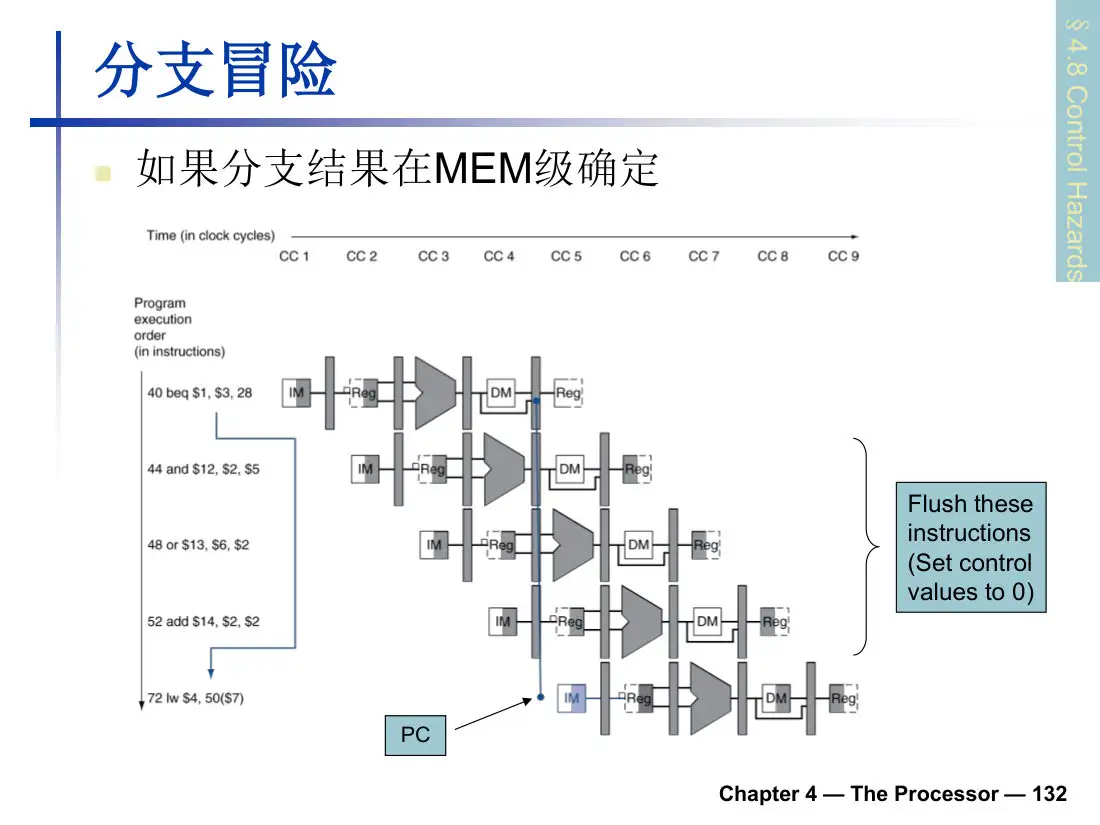 分支冒险
§4.8 Control Hazards
如果分支结果在MEM级确定
Time (in clock cycles)
CC 1 CC 2 CC 3 CC 4 CC 5 CC 6 CC 7 CC 8 CC 9
Program
execution
order
(in instructions)
40 beq $1, $3, 28
IM Reg DM Reg
44 and $12, $2, $5
IM Reg DM Reg
48 or $13, $6, $2
IM Reg DM Reg
52 add $14, $2, $2
IM Reg DM Reg
72 lw $4, 50($7)
IM Reg DM Reg
Flush these
instructions
(Set control
values to 0)
PC
Chapter 4 — The Processor — 132